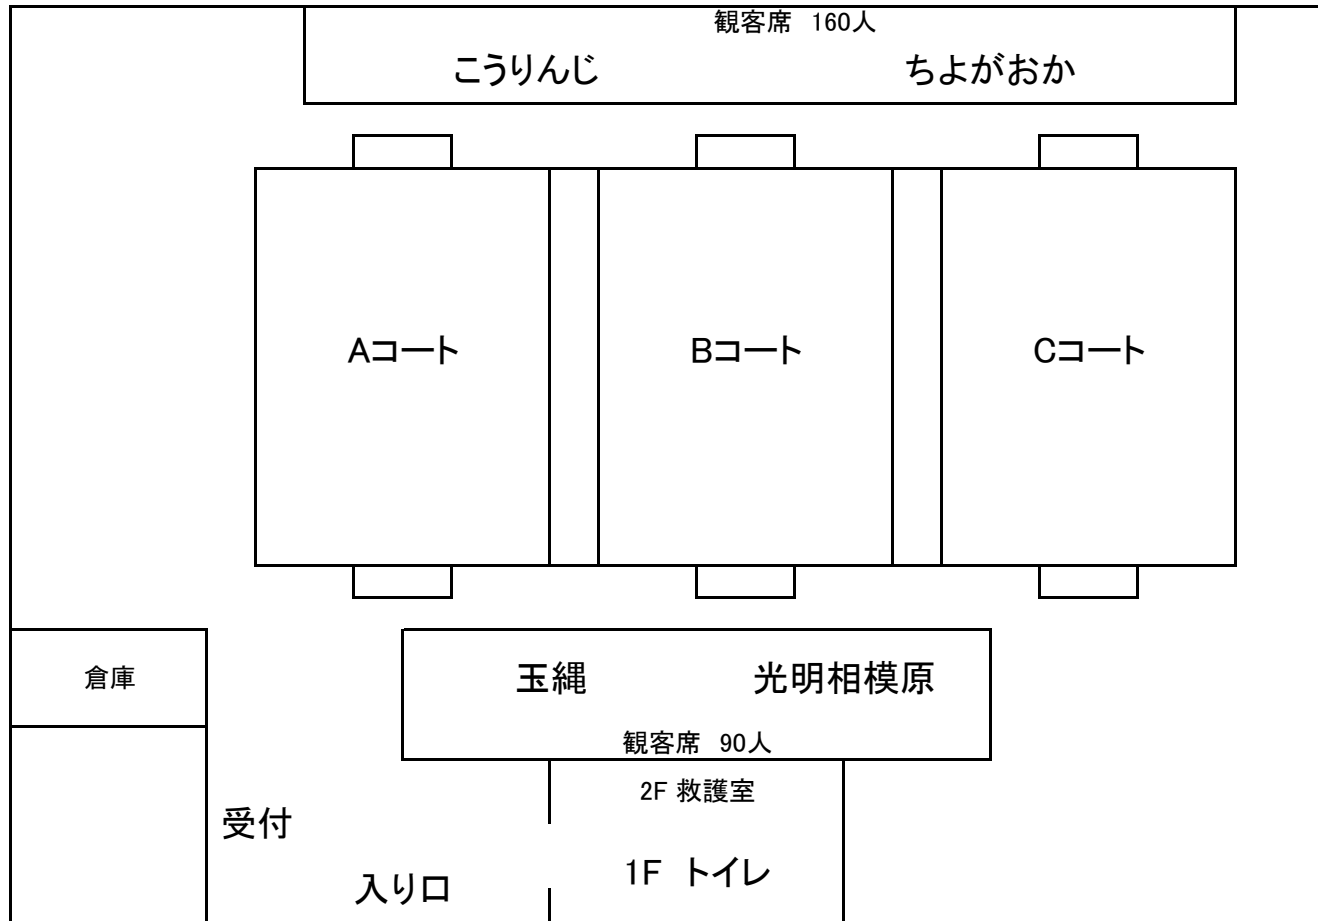 観客席 160人
こうりんじ ちよがおか
Aコート Bコート Cコート
倉庫 玉縄 光明相模原
観客席 90人
2F 救護室
受付
1F トイレ
入り口